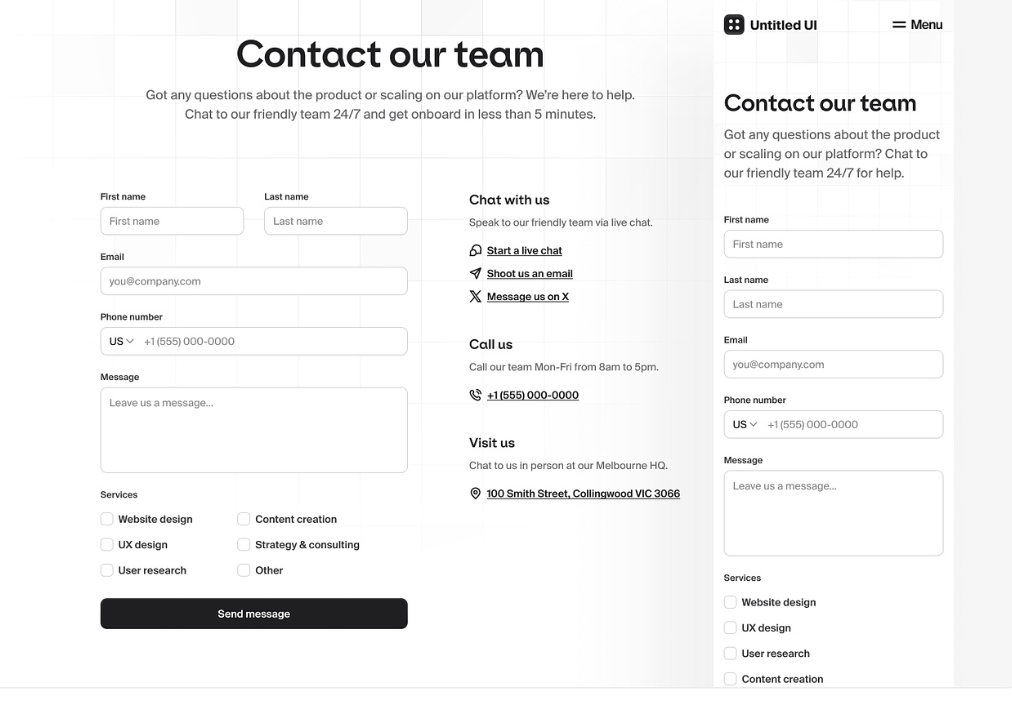 Contact our team
Got any questions about the product or scaling on our platform? We're here to help.
Chat to our friendly team 24/7 and get onboard in less than 5 minutes.
First name
Last name
First name
Last name
Email
you@company.com
Phone number
US
+1 (555) 000-0000
Message
Leave us a message...
Services
Website design
Content creation
UX design
Strategy & consulting
User research
Other
Send message
Chat with us
Speak to our friendly team via live chat.
Start a live chat
Shoot us an email
Message us on X
Call us
Call our team Mon-Fri from 8am to 5pm.
+1 (555) 000-0000
Visit us
Chat to us in person at our Melbourne HQ.
100 Smith Street, Collingwood VIC 3066
Untitled UI
Menu
Contact our team
Got any questions about the product
or scaling on our platform? Chat to
our friendly team 24/7 for help.
First name
First name
Last name
Last name
Email
you@company.com
Phone number
US
+1 (555) 000-0000
Message
Leave us a message...
Services
Website design
UX design
User research
Content creation